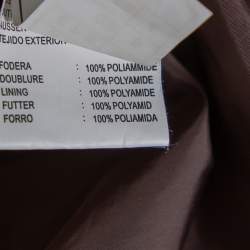 TEJIDO EXTERIOR
FODERA : 100% POLIAMMIDE
DOUBLURE : 100% POLYAMIDE
LINING : 100% POLYAMIDE
FUTTER : 100% POLYAMID
FORRO : 100% POLIAMIDA